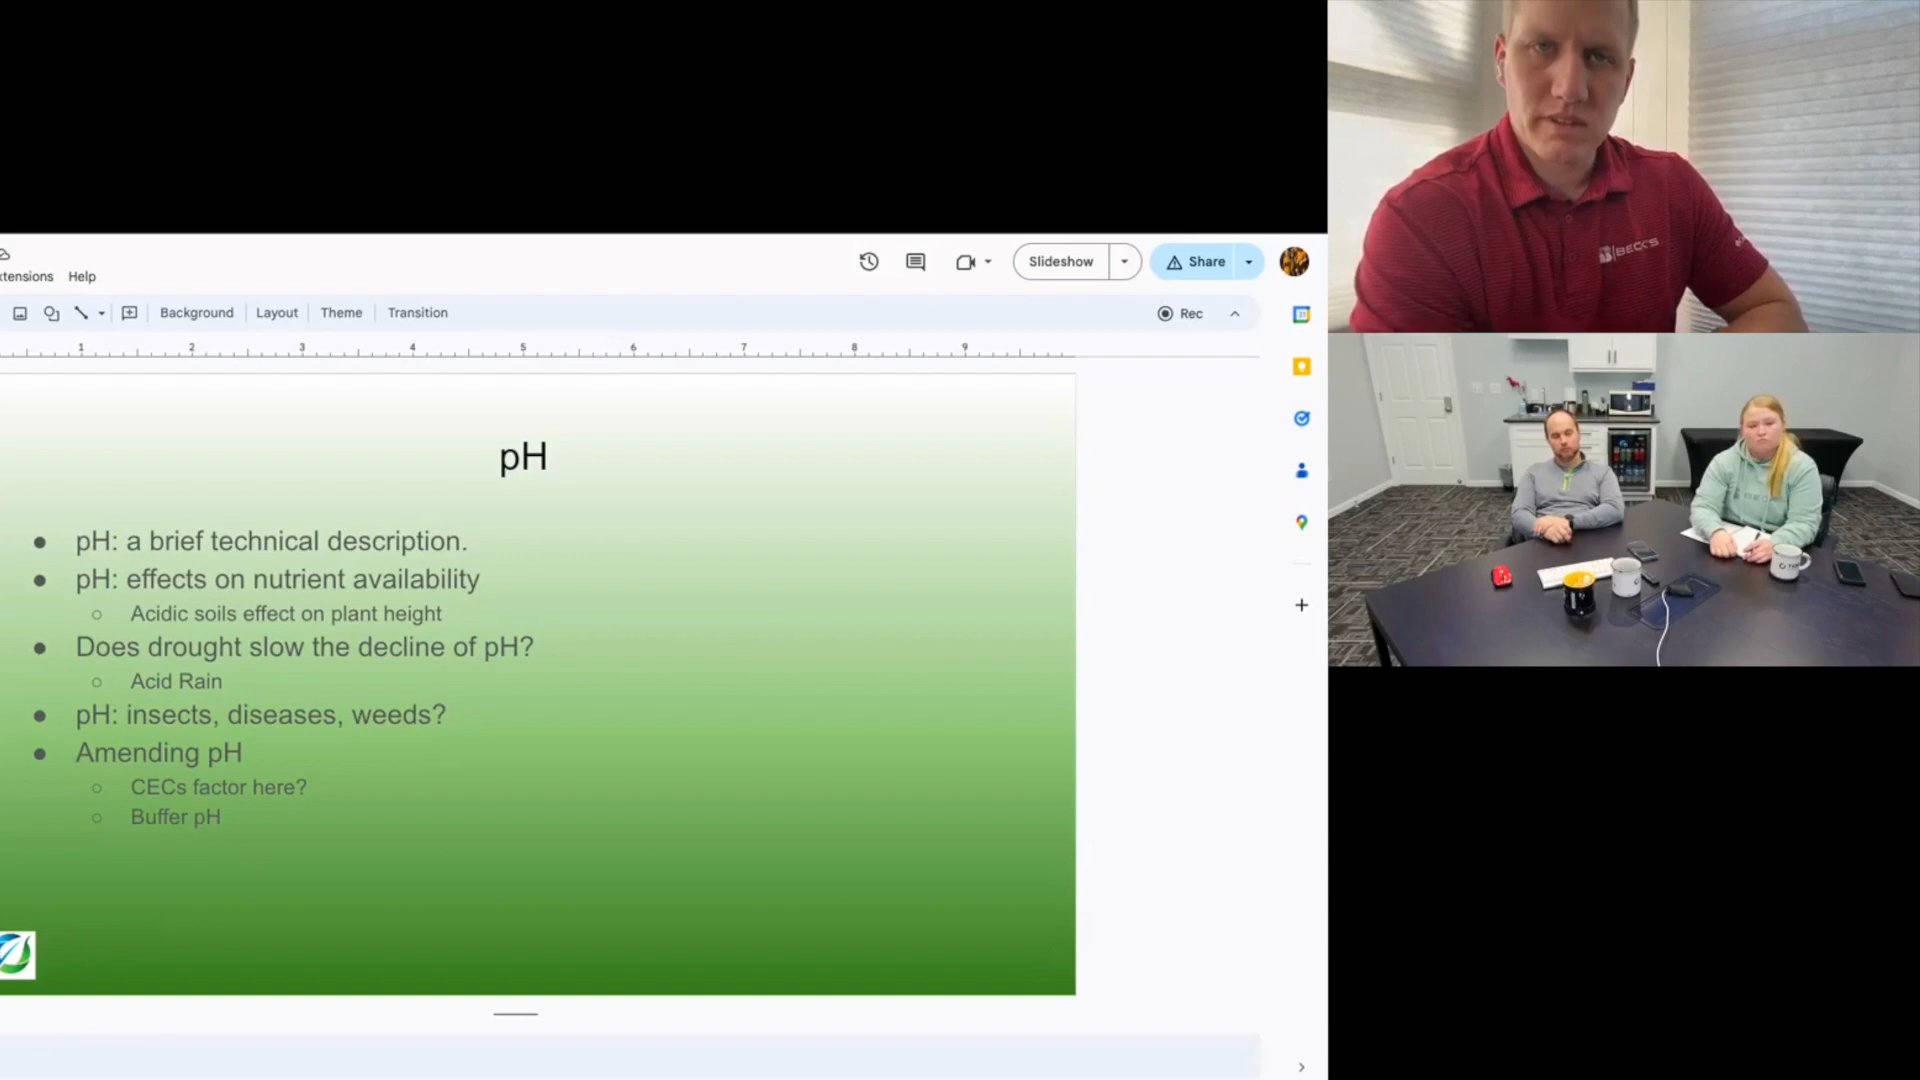 xtensions Help
Slideshow
Share
Background Layout Theme Transition
Rec
1 2 3 4 5 6 7 8 9
pH
● pH: a brief technical description.
● pH: effects on nutrient availability
○ Acidic soils effect on plant height
● Does drought slow the decline of pH?
○ Acid Rain
● pH: insects, diseases, weeds?
● Amending pH
○ CECs factor here?
○ Buffer pH
BECK'S